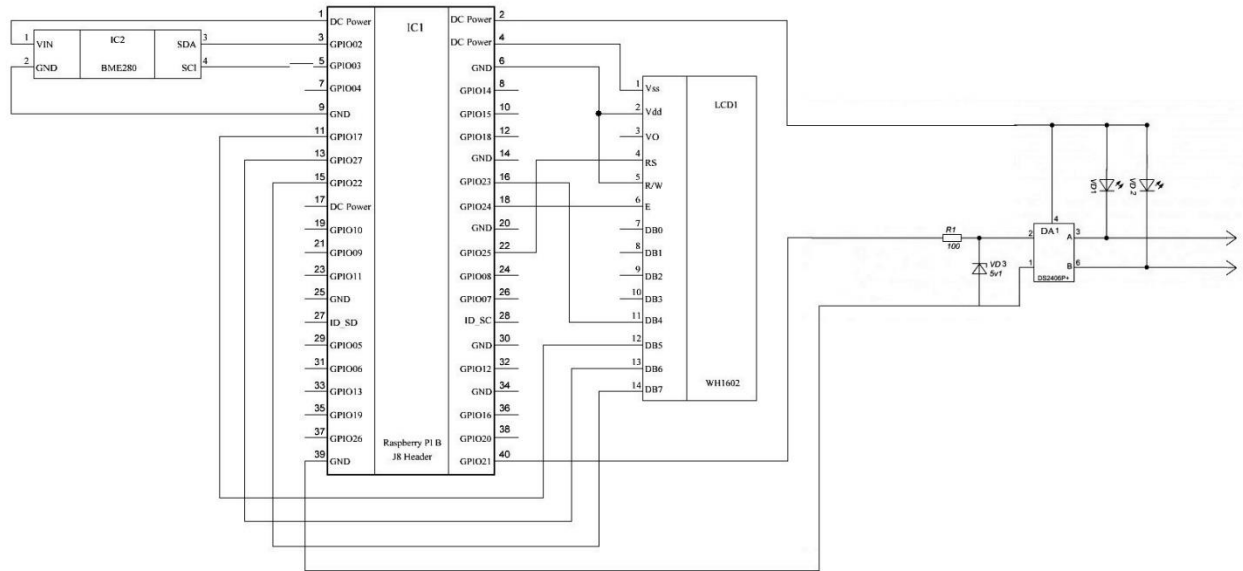 1 VIN
IC2
SDA 3
2 GND
BME280
SCI 4
IC1
1 DC Power
3 GPIO02
5 GPIO03
7 GPIO04
9 GND
11 GPIO17
13 GPIO27
15 GPIO22
17 DC Power
19 GPIO10
21 GPIO09
23 GPIO11
25 GND
27 ID_SD
29 GPIO05
31 GPIO06
33 GPIO13
35 GPIO19
37 GPIO26
39 GND
Raspberry PI B
J8 Header
DC Power 2
DC Power 4
GND 6
GPIO14 8
GPIO15 10
GPIO18 12
GND 14
GPIO23 16
GPIO24 18
GND 20
GPIO25 22
GPIO08 24
GPIO07 26
ID_SC 28
GND 30
GPIO12 32
GND 34
GPIO16 36
GPIO20 38
GPIO21 40
LCD1
1 Vss
2 Vdd
3 VO
4 RS
5 R/W
6 E
7 DB0
8 DB1
9 DB2
10 DB3
11 DB4
12 DB5
13 DB6
14 DB7
WH1602
R1
100
VD3
5v1
VD1
VD2
4
DA1
2
A 3
1
B 6
DS2406P+